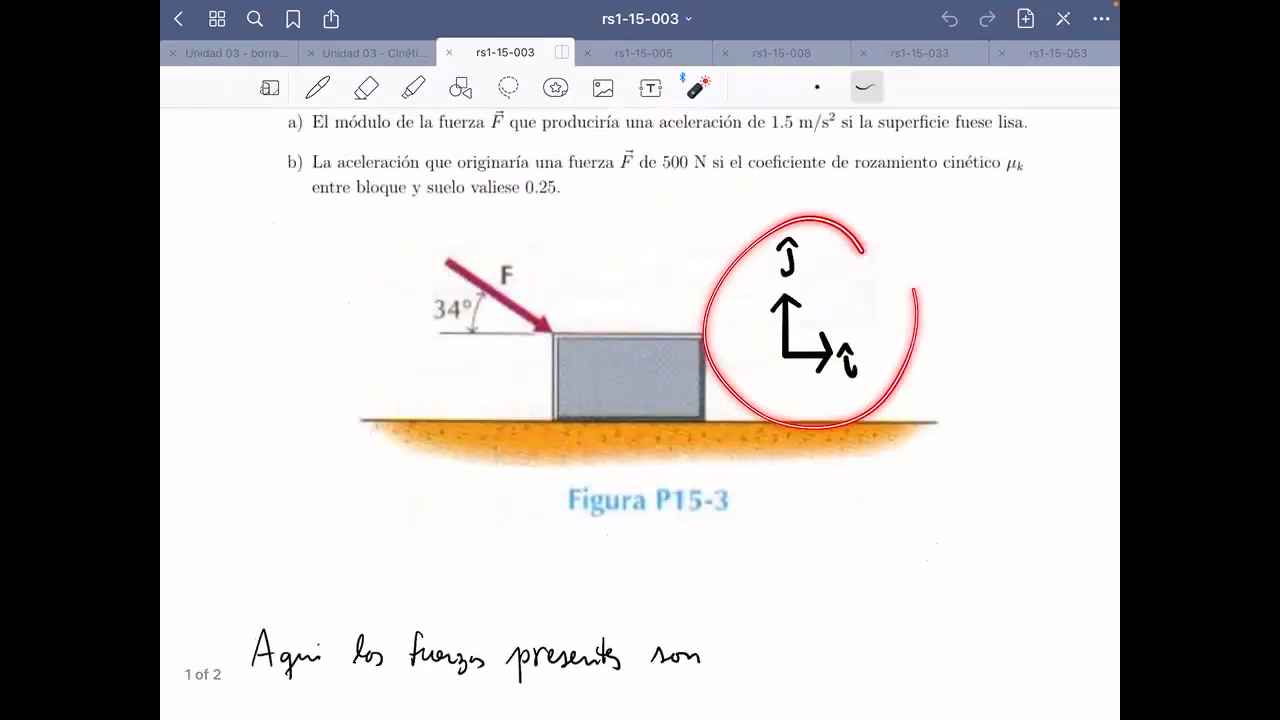 rs1-15-003
Unidad 03 - borra... Unidad 03 - Cinéti... rs1-15-003 rs1-15-005 rs1-15-008 rs1-15-033 rs1-15-053
a) El módulo de la fuerza F⃗ que produciría una aceleración de 1.5 m/s² si la superficie fuese lisa.
b) La aceleración que originaría una fuerza F⃗ de 500 N si el coeficiente de rozamiento cinético μₖ
entre bloque y suelo valiese 0.25.
ĵ
F
34°
î
Figura P15-3
Aqui las fuerzas presentes son
1 of 2